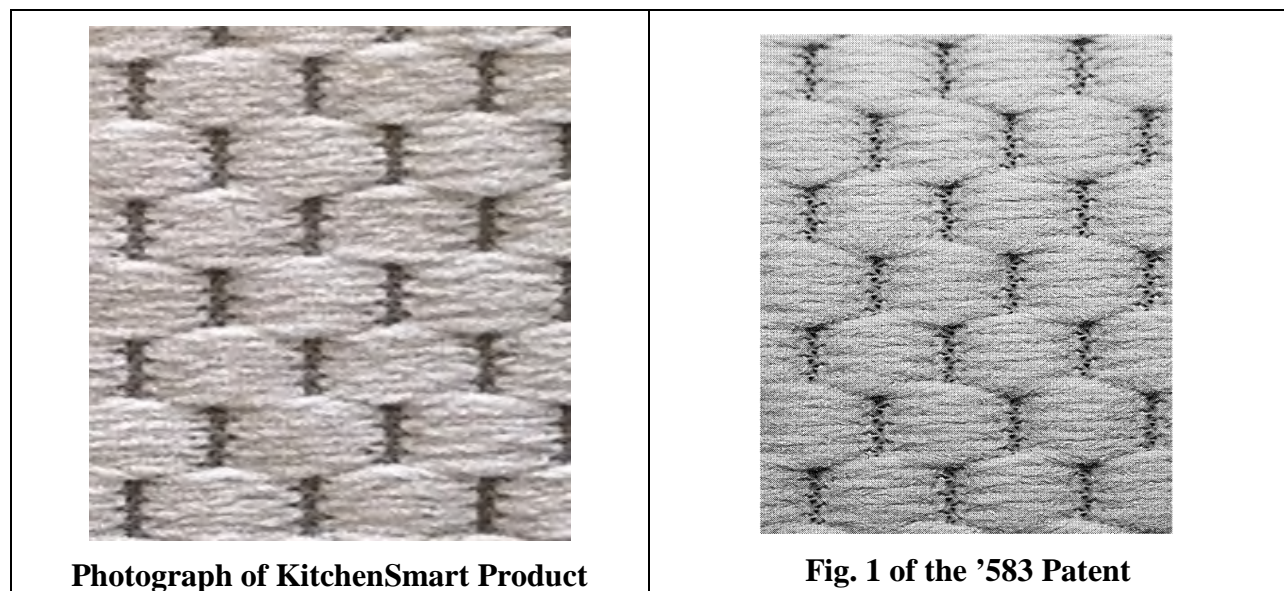 Photograph of KitchenSmart Product
Fig. 1 of the ’583 Patent